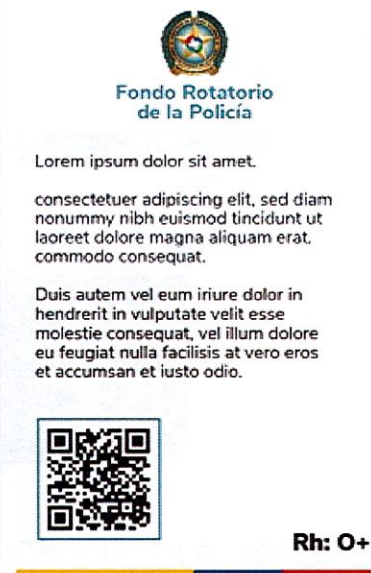 Fondo Rotatorio
de la Policía
Lorem ipsum dolor sit amet.
consectetuer adipiscing elit, sed diam
nonummy nibh euismod tincidunt ut
laoreet dolore magna aliquam erat.
commodo consequat.
Duis autem vel eum iriure dolor in
hendrerit in vulputate velit esse
molestie consequat, vel illum dolore
eu feugiat nulla facilisis at vero eros
et accumsan et iusto odio.
Rh: O+